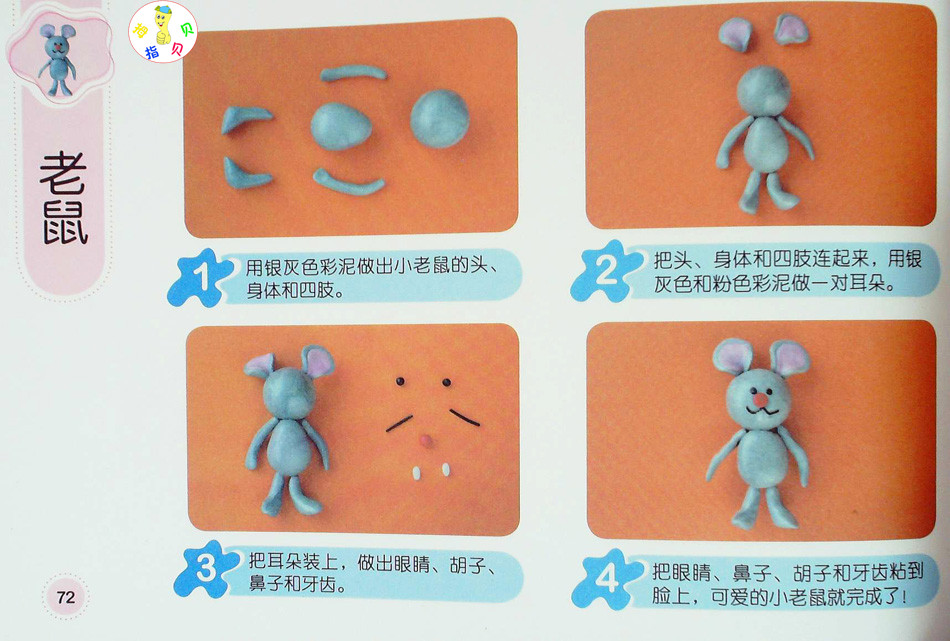 老鼠
1
用银灰色彩泥做出小老鼠的头、
身体和四肢。
2
把头、身体和四肢连起来，用银
灰色和粉色彩泥做一对耳朵。
3
把耳朵装上，做出眼睛、胡子、
鼻子和牙齿。
4
把眼睛、鼻子、胡子和牙齿粘到
脸上，可爱的小老鼠就完成了！
72